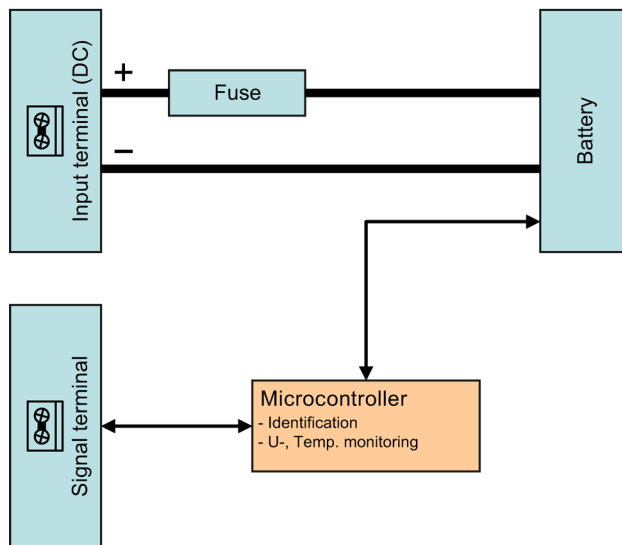 Input terminal (DC)
+
Fuse
−
Battery
Signal terminal
Microcontroller
- Identification
- U-, Temp. monitoring